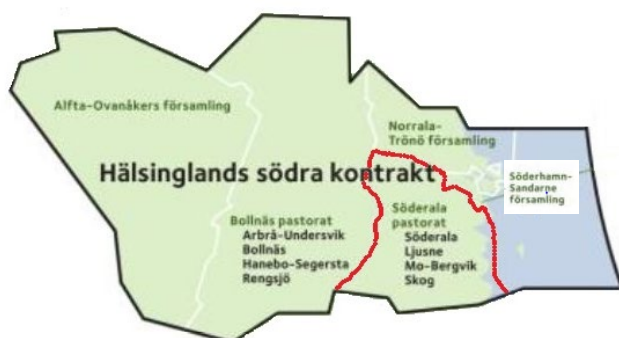 Alfta-Ovanåkers församling
Norrala-
Trönö församling
Hälsinglands södra kontrakt
Söderhamn-
Sandarne
församling
Bollnäs pastorat
Arbrå-Undersvik
Bollnäs
Hanebo-Segersta
Rengsjö
Söderala
pastorat
Söderala
Ljusne
Mo-Bergvik
Skog